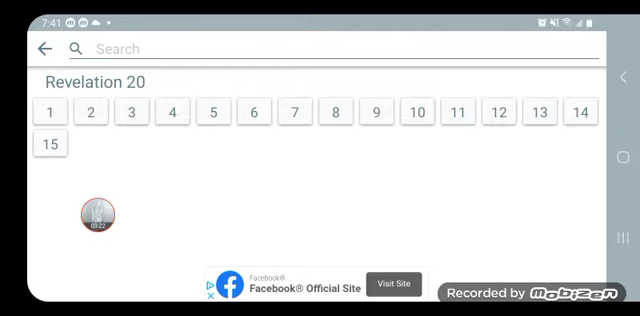 7:41
Search
Revelation 20
1 2 3 4 5 6 7 8 9 10 11 12 13 14
15
03:22
Facebook®
Facebook® Official Site
Visit Site
Recorded by mobizen